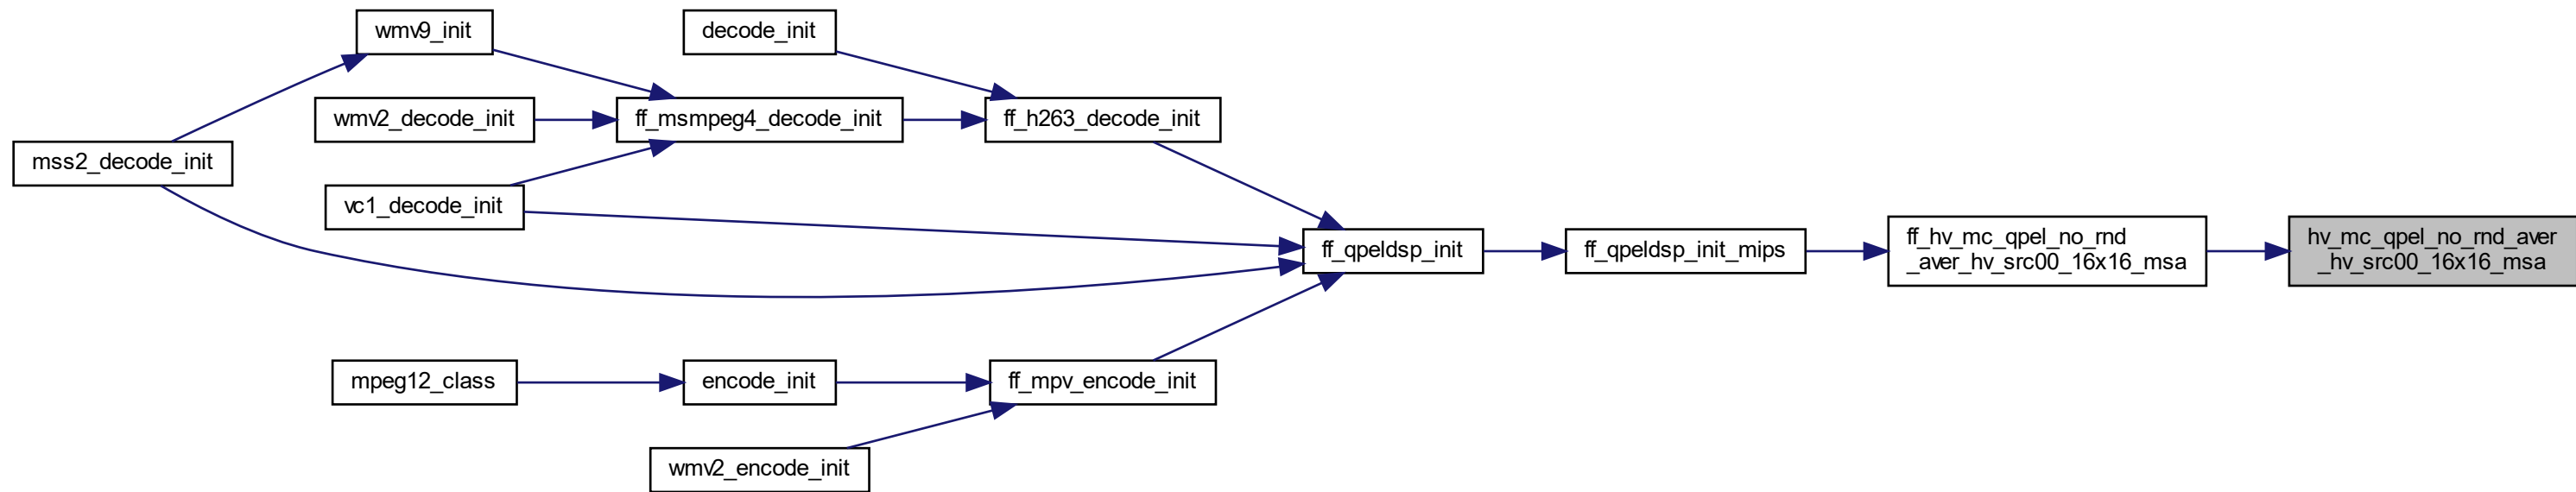 wmv9_init
decode_init
wmv2_decode_init
ff_msmpeg4_decode_init
ff_h263_decode_init
mss2_decode_init
vc1_decode_init
ff_qpeldsp_init
ff_qpeldsp_init_mips
ff_hv_mc_qpel_no_rnd
_aver_hv_src00_16x16_msa
hv_mc_qpel_no_rnd_aver
_hv_src00_16x16_msa
mpeg12_class
encode_init
ff_mpv_encode_init
wmv2_encode_init